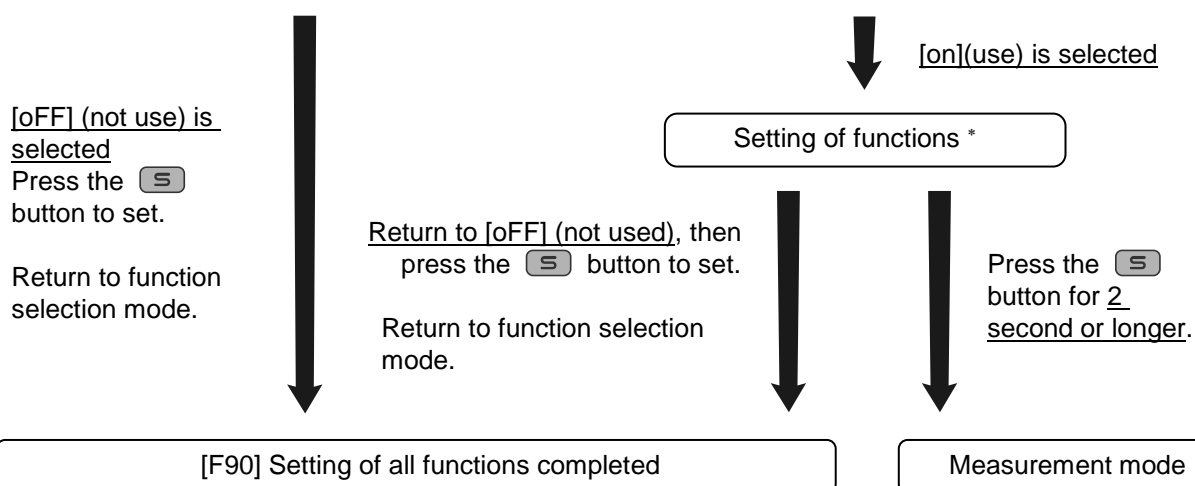 [on](use) is selected
[oFF] (not use) is
selected
Press the S
button to set.
Return to function
selection mode.
Setting of functions *
Return to [oFF] (not used), then
press the S button to set.
Return to function selection
mode.
Press the S
button for 2
second or longer.
[F90] Setting of all functions completed
Measurement mode